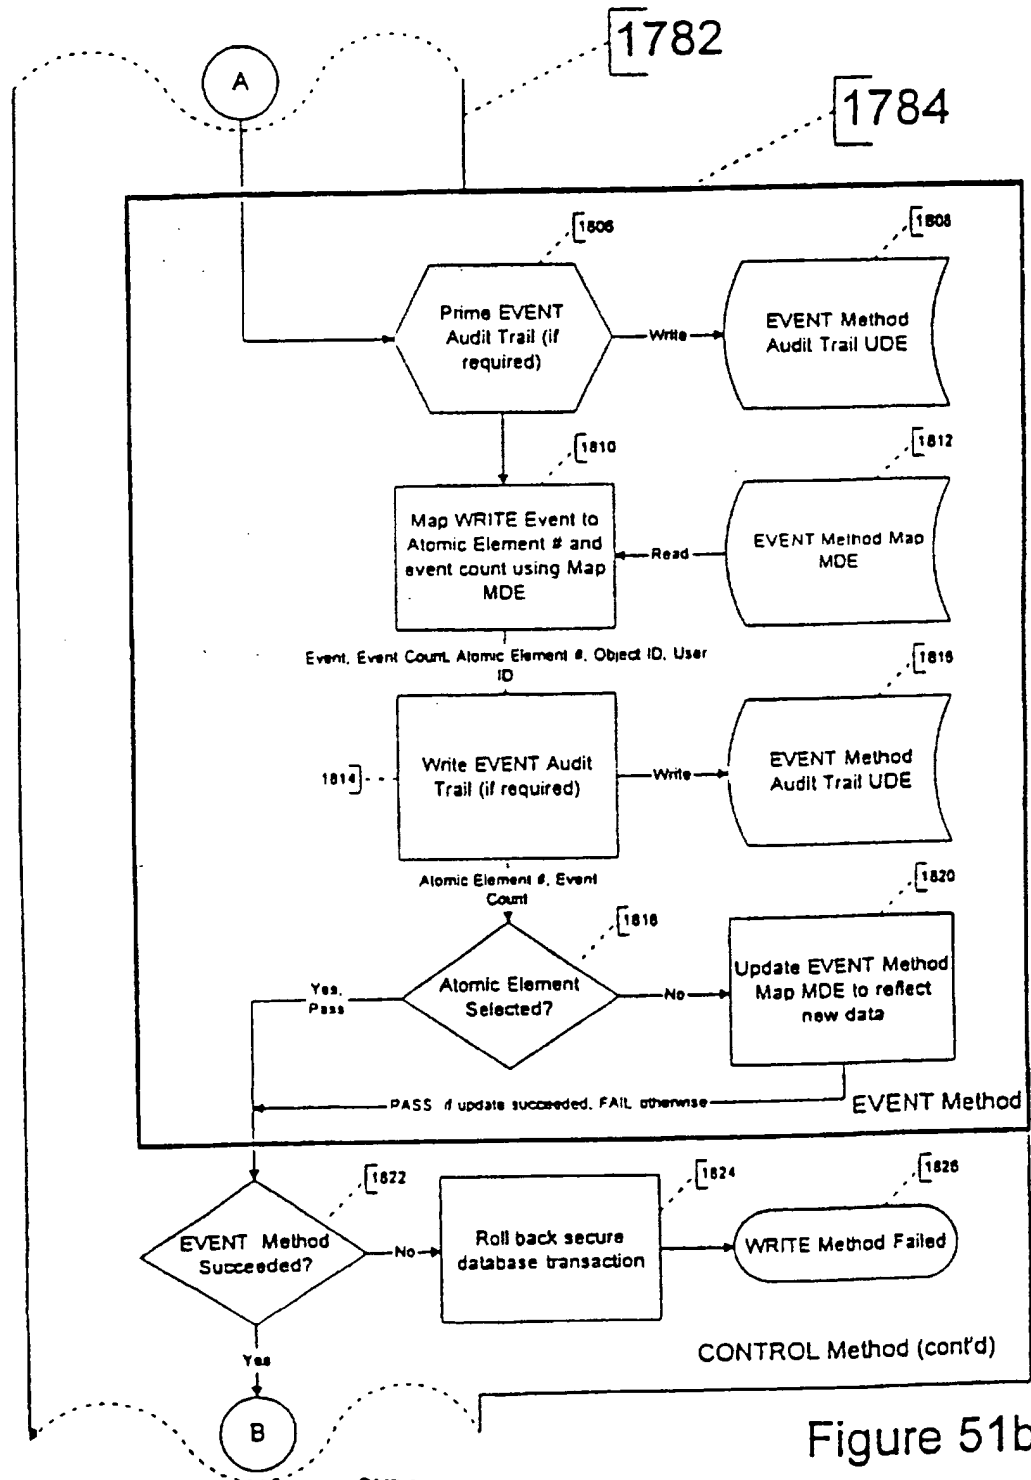 1782
A
1784
1806
1808
Prime EVENT
Audit Trail (if
required)
Write
EVENT Method
Audit Trail UDE
1810
1812
Map WRITE Event to
Atomic Element # and
event count using Map
MDE
Read
EVENT Method Map
MDE
Event, Event Count, Atomic Element #, Object ID, User
ID
1816
1814
Write EVENT Audit
Trail (if required)
Write
EVENT Method
Audit Trail UDE
Atomic Element #, Event
Count
1818
1820
Yes,
Pass
Atomic Element
Selected?
No
Update EVENT Method
Map MDE to reflect
new data
PASS if update succeeded, FAIL otherwise
EVENT Method
1822
1824
1826
EVENT Method
Succeeded?
No
Roll back secure
database transaction
WRITE Method Failed
Yes
CONTROL Method (cont'd)
B
Figure 51b